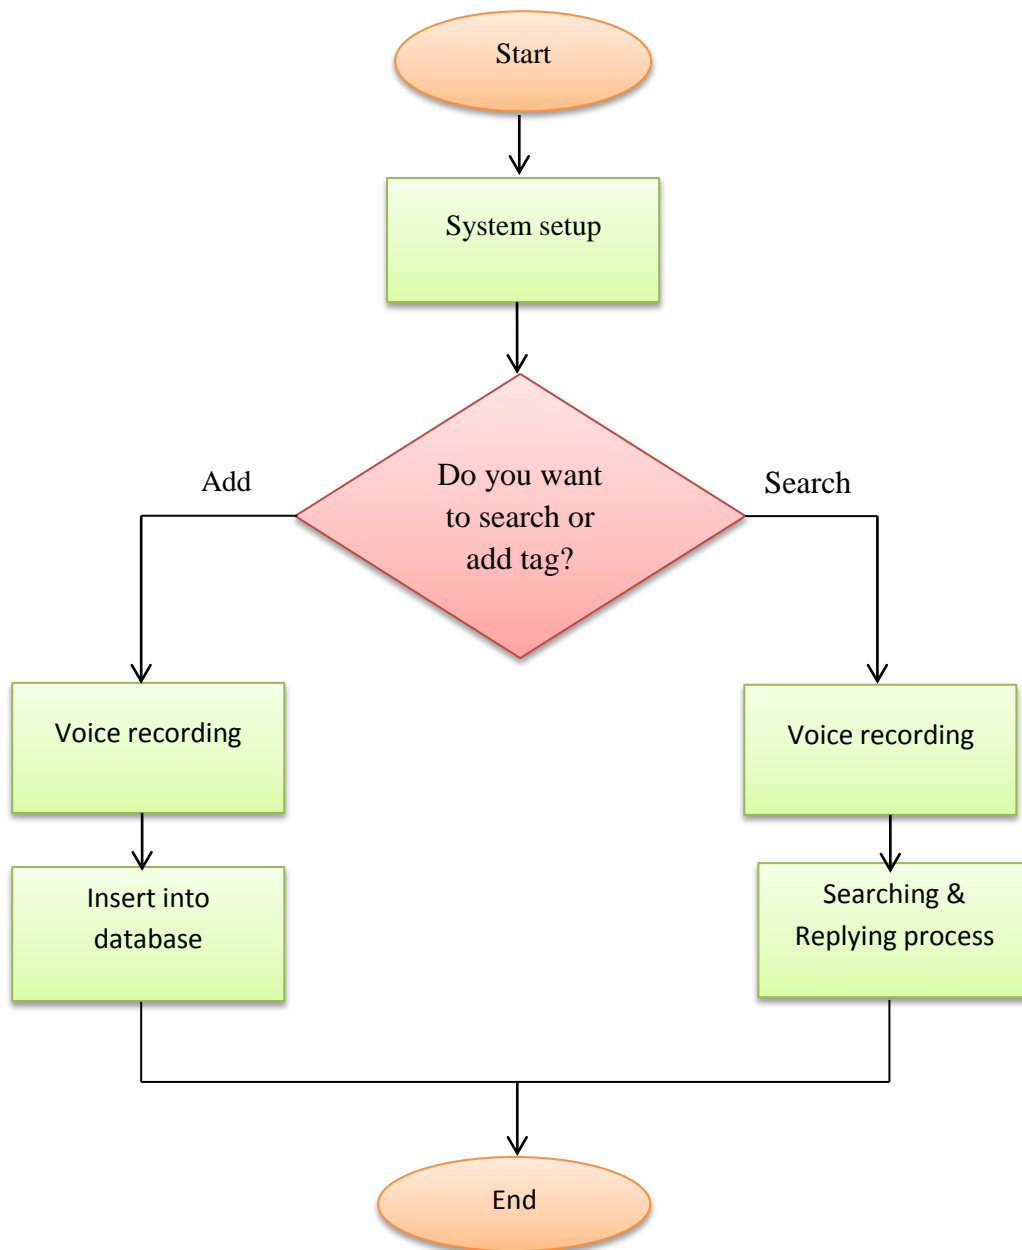 Start
System setup
Do you want
to search or
add tag?
Add
Search
Voice recording
Voice recording
Insert into
database
Searching &
Replying process
End